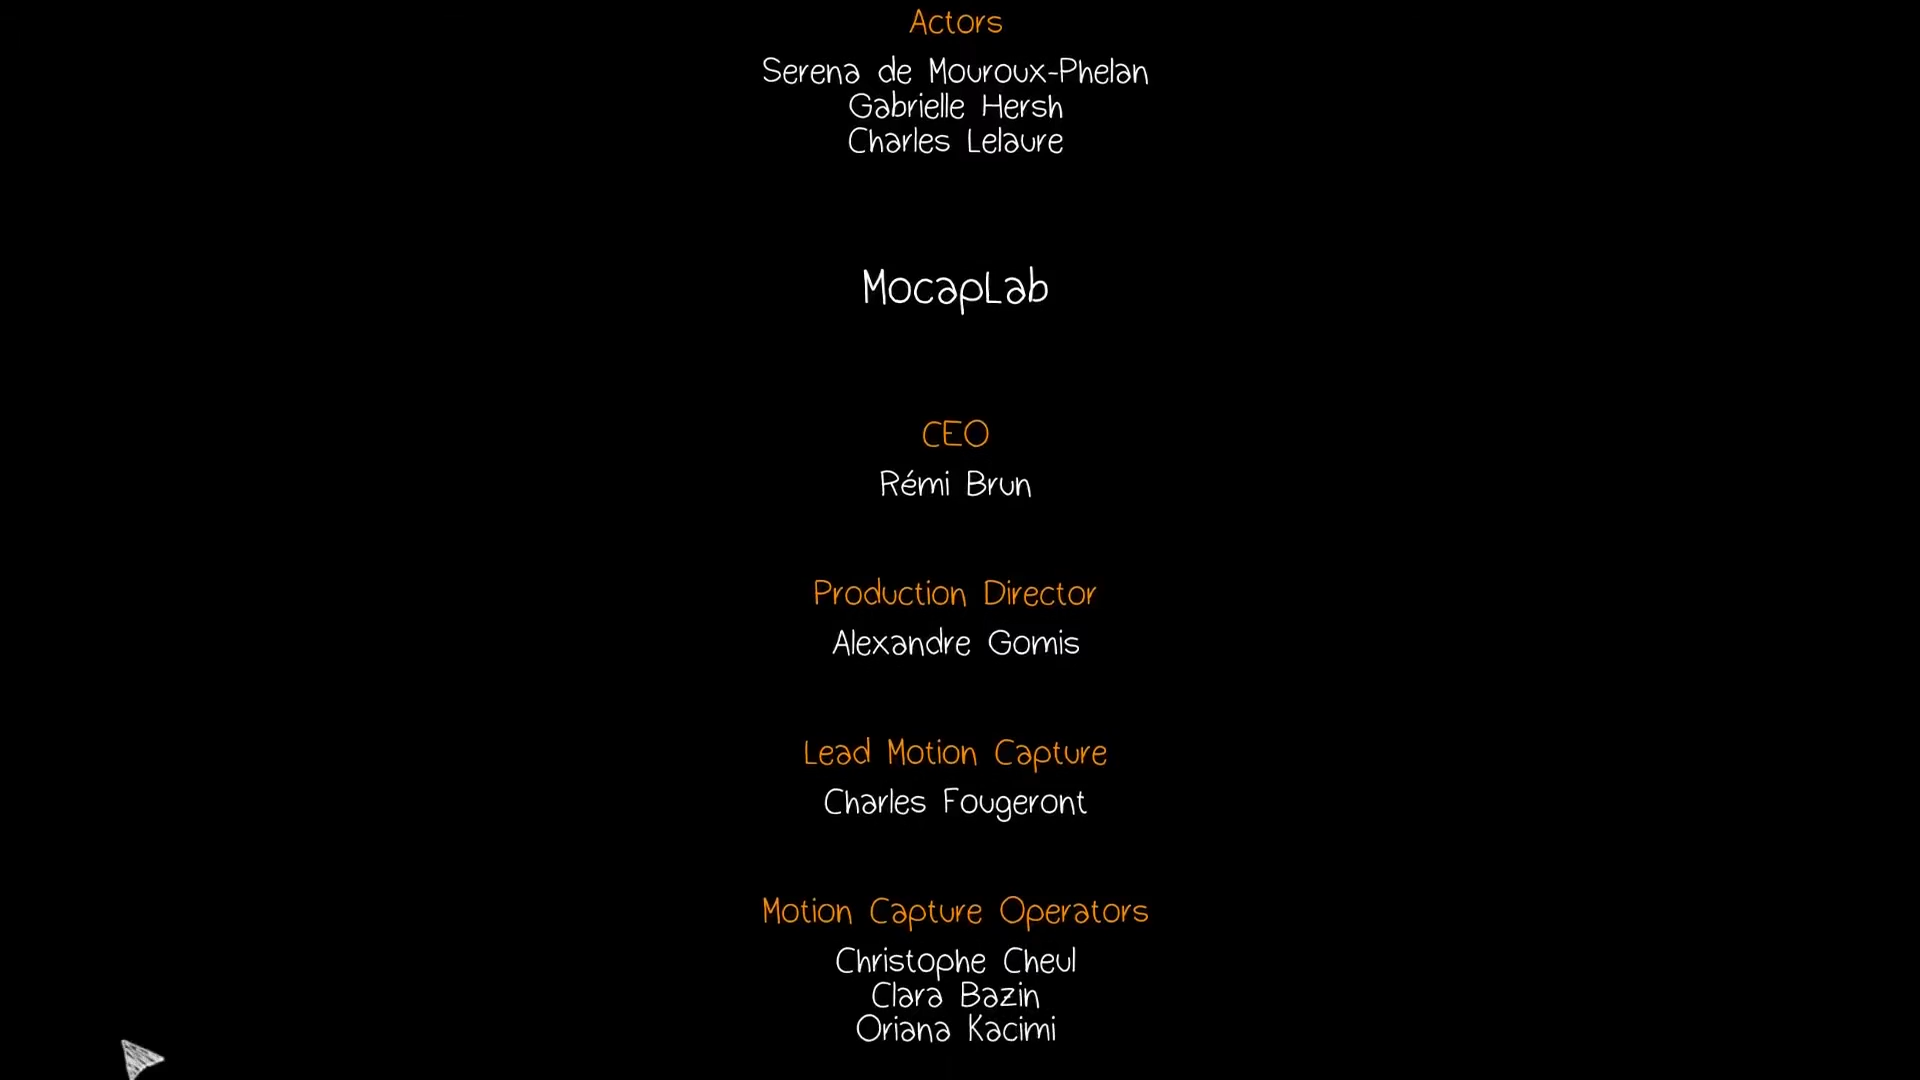 Actors
Serena de Mouroux-Phelan
Gabrielle Hersh
Charles Lelaure
MocapLab
CEO
Rémi Brun
Production Director
Alexandre Gomis
Lead Motion Capture
Charles Fougeront
Motion Capture Operators
Christophe Cheul
Clara Bazin
Oriana Kacimi